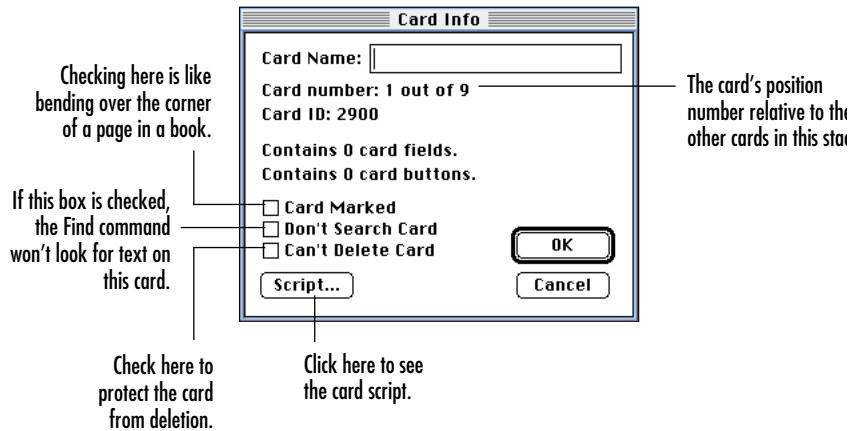 Card Info
Card Name:
Card number: 1 out of 9
Card ID: 2900
Contains 0 card fields.
Contains 0 card buttons.
Card Marked
Don't Search Card
Can't Delete Card
OK
Script...
Cancel
Checking here is like
bending over the corner
of a page in a book.
If this box is checked,
the Find command
won’t look for text on
this card.
Check here to
protect the card
from deletion.
Click here to see
the card script.
The card’s position
number relative to the
other cards in this